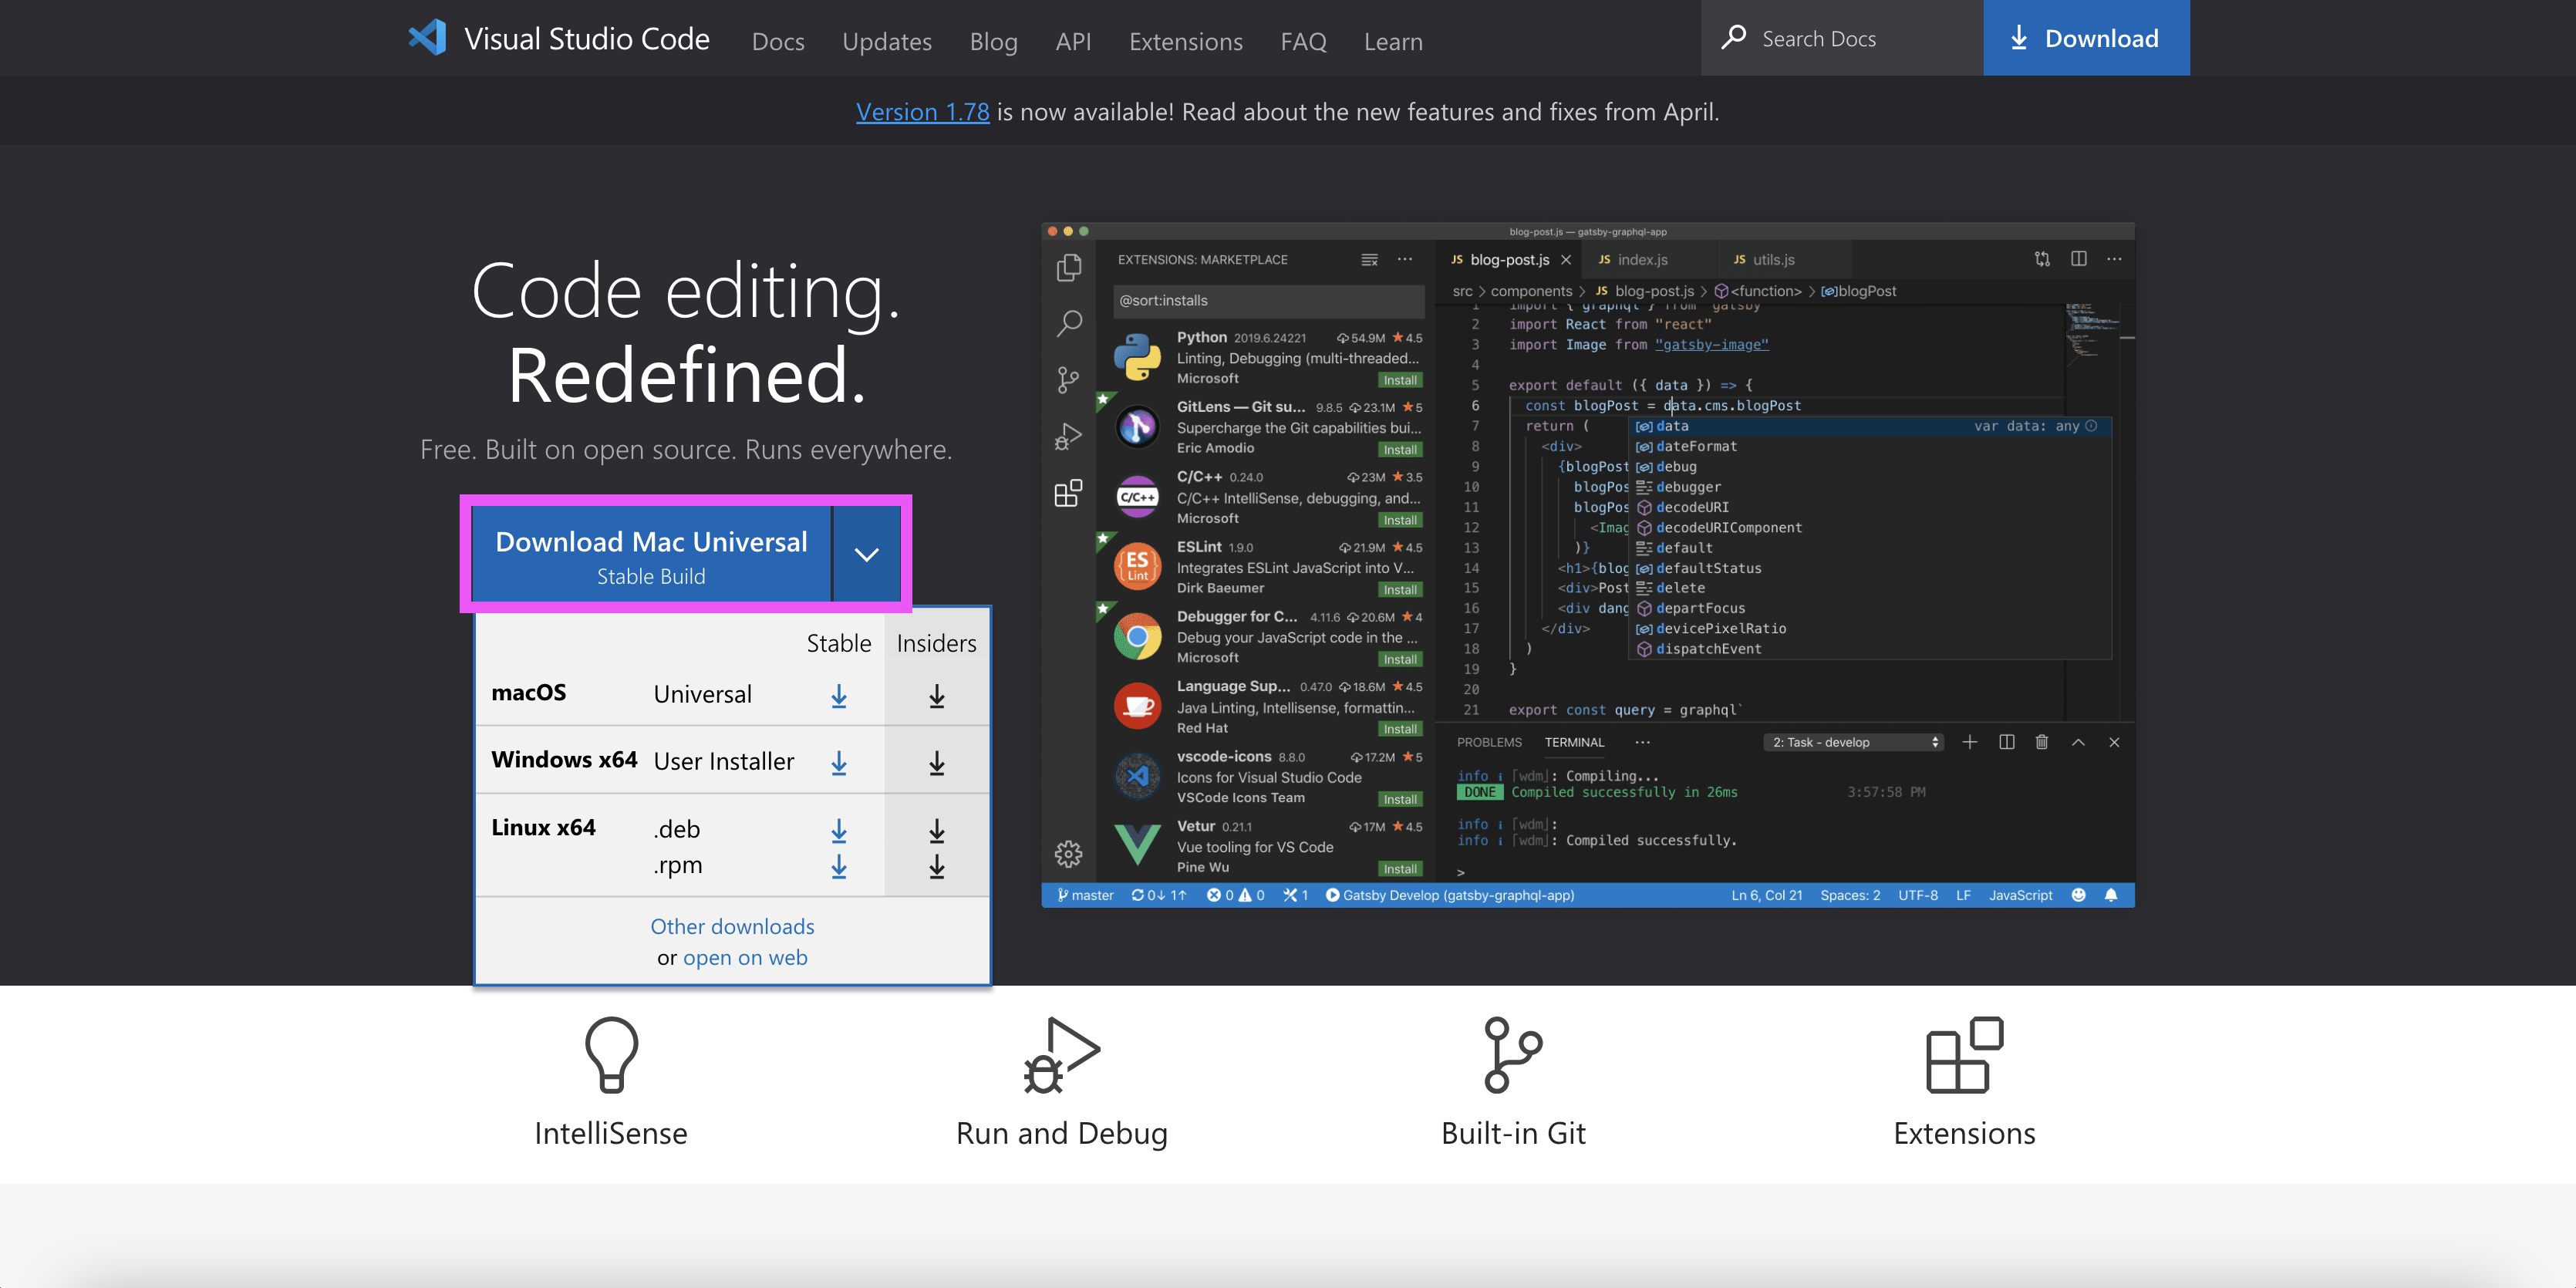 Visual Studio Code Docs Updates Blog API Extensions FAQ Learn Search Docs Download
Version 1.78 is now available! Read about the new features and fixes from April.
Code editing.
Redefined.
Free. Built on open source. Runs everywhere.
Download Mac Universal
Stable Build
Stable Insiders
macOS Universal
Windows x64 User Installer
Linux x64 .deb
.rpm
Other downloads
or open on web
blog-post.js — gatsby-graphql-app
EXTENSIONS: MARKETPLACE
@sort:installs
Python 2019.6.24221 54.9M 4.5
Linting, Debugging (multi-threaded...
Microsoft Install
GitLens — Git su... 9.8.5 23.1M 5
Supercharge the Git capabilities bui...
Eric Amodio Install
C/C++
C/C++ 0.24.0 23M 3.5
C/C++ IntelliSense, debugging, and...
Microsoft Install
ES
Lint
ESLint 1.9.0 21.9M 4.5
Integrates ESLint JavaScript into V...
Dirk Baeumer Install
Debugger for C... 4.11.6 20.6M 4
Debug your JavaScript code in the ...
Microsoft Install
Language Sup... 0.47.0 18.6M 4.5
Java Linting, Intellisense, formattin...
Red Hat Install
vscode-icons 8.8.0 17.2M 5
Icons for Visual Studio Code
VSCode Icons Team Install
Vetur 0.21.1 17M 4.5
Vue tooling for VS Code
Pine Wu Install
JS blog-post.js JS index.js JS utils.js
src > components > JS blog-post.js > <function> > blogPost
1 import { graphql } from "gatsby"
2 import React from "react"
3 import Image from "gatsby-image"
4
5 export default ({ data }) => {
6 const blogPost = data.cms.blogPost
7 return (
8 <div>
9 {blogPost
10 blogPos
11 blogPos
12 <Imag
13 )}
14 <h1>{blog
15 <div>Post
16 <div dang
17 </div>
18 )
19 }
20
21 export const query = graphql`
data var data: any
dateFormat
debug
debugger
decodeURI
decodeURIComponent
default
defaultStatus
delete
departFocus
devicePixelRatio
dispatchEvent
PROBLEMS TERMINAL ... 2: Task - develop
info i [wdm]: Compiling...
DONE Compiled successfully in 26ms 3:57:58 PM
info i [wdm]:
info i [wdm]: Compiled successfully.
>
master 0↓ 1↑ 0 0 1 Gatsby Develop (gatsby-graphql-app) Ln 6, Col 21 Spaces: 2 UTF-8 LF JavaScript
IntelliSense
Run and Debug
Built-in Git
Extensions